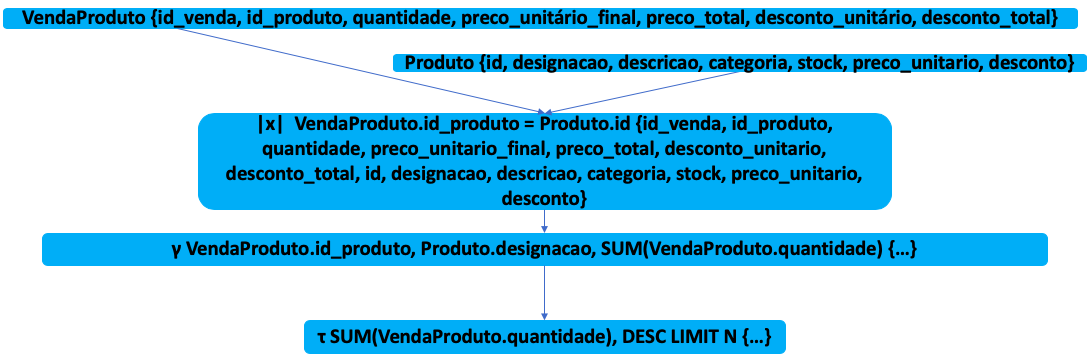 VendaProduto {id_venda, id_produto, quantidade, preco_unitário_final, preco_total, desconto_unitário, desconto_total}
Produto {id, designacao, descricao, categoria, stock, preco_unitario, desconto}
|x| VendaProduto.id_produto = Produto.id {id_venda, id_produto,
quantidade, preco_unitario_final, preco_total, desconto_unitario,
desconto_total, id, designacao, descricao, categoria, stock, preco_unitario,
desconto}
γ VendaProduto.id_produto, Produto.designacao, SUM(VendaProduto.quantidade) {...}
τ SUM(VendaProduto.quantidade), DESC LIMIT N {...}